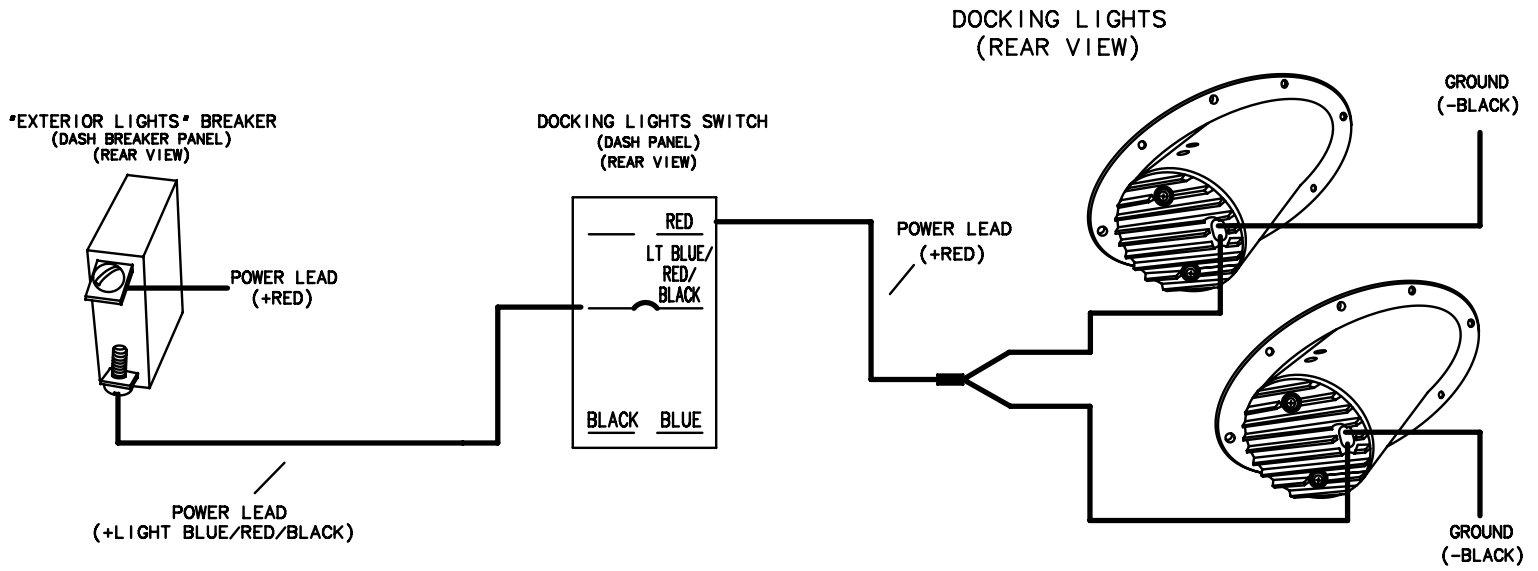 DOCKING LIGHTS
(REAR VIEW)
GROUND
(-BLACK)
"EXTERIOR LIGHTS" BREAKER
(DASH BREAKER PANEL)
(REAR VIEW)
DOCKING LIGHTS SWITCH
(DASH PANEL)
(REAR VIEW)
RED
LT BLUE/
RED/
BLACK
BLACK BLUE
POWER LEAD
(+RED)
POWER LEAD
(+RED)
POWER LEAD
(+LIGHT BLUE/RED/BLACK)
GROUND
(-BLACK)